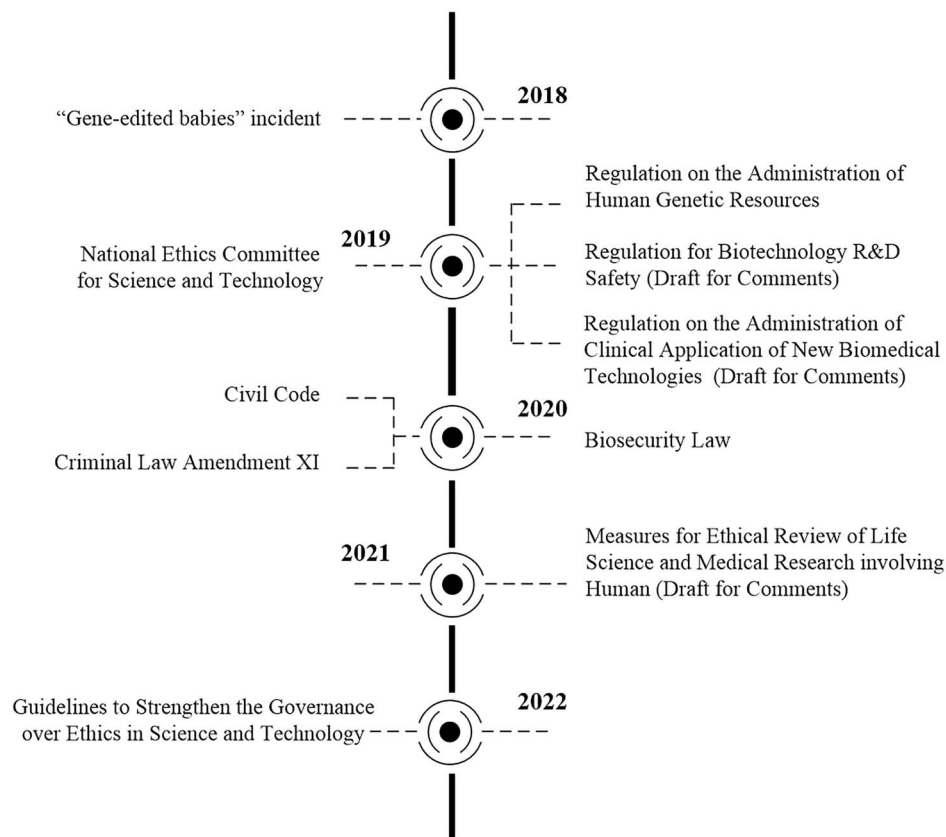 2018
“Gene-edited babies” incident
Regulation on the Administration of
Human Genetic Resources
2019
National Ethics Committee
for Science and Technology
Regulation for Biotechnology R&D
Safety (Draft for Comments)
Regulation on the Administration of
Clinical Application of New Biomedical
Technologies (Draft for Comments)
Civil Code
2020
Criminal Law Amendment XI
Biosecurity Law
2021
Measures for Ethical Review of Life
Science and Medical Research involving
Human (Draft for Comments)
2022
Guidelines to Strengthen the Governance
over Ethics in Science and Technology